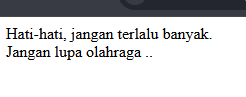 Hati-hati, jangan terlalu banyak.
Jangan lupa olahraga ..